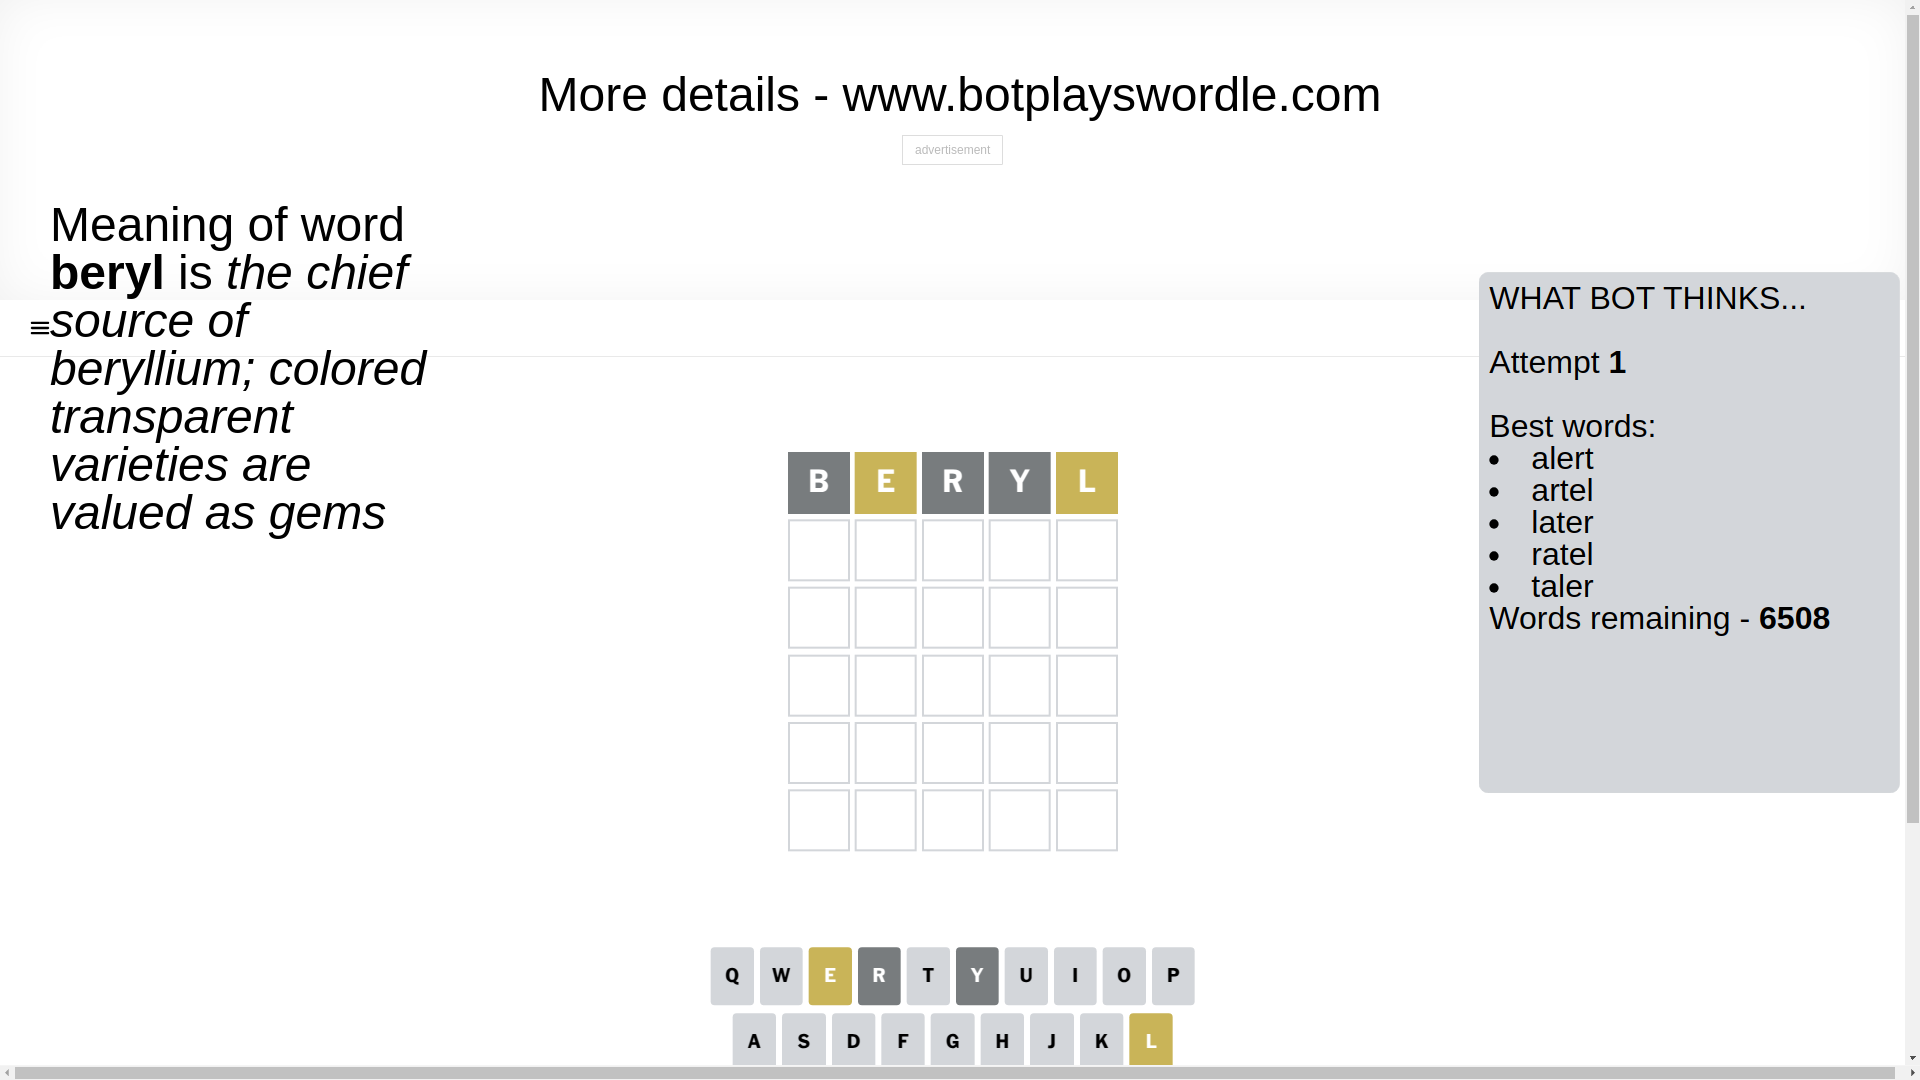 More details - www.botplayswordle.com
advertisement
Meaning of word
beryl is the chief
source of
beryllium; colored
transparent
varieties are
valued as gems
WHAT BOT THINKS...
Attempt 1
Best words:
alert
artel
later
ratel
taler
Words remaining - 6508
B E R Y L
Q W E R T Y U I O P
A S D F G H J K L